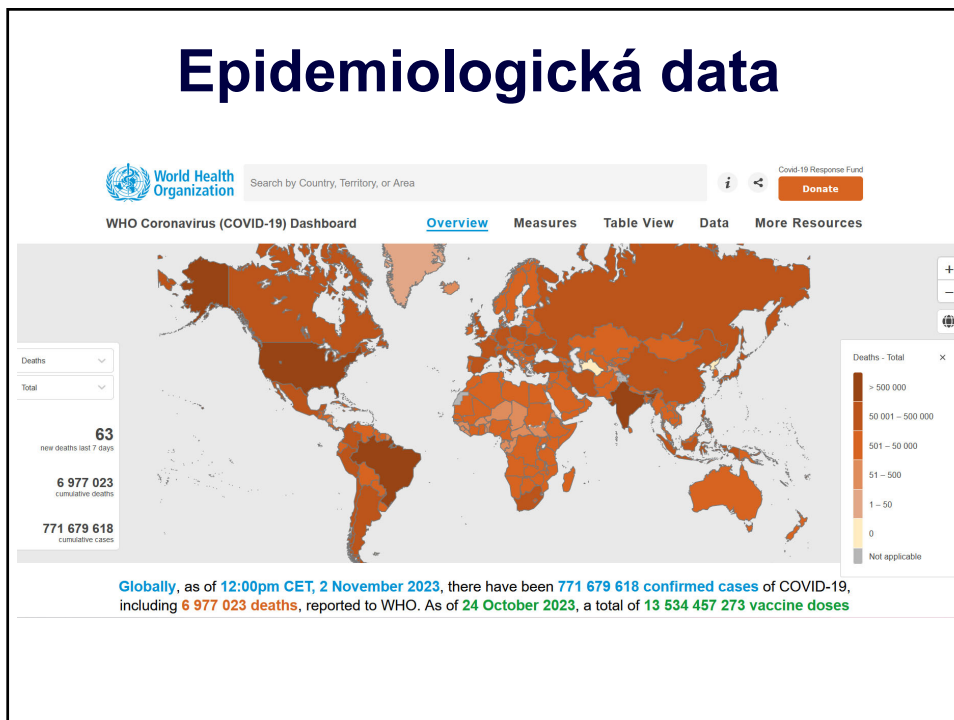 Epidemiologická data
World Health
Organization
Search by Country, Territory, or Area
i
Covid-19 Response Fund
Donate
WHO Coronavirus (COVID-19) Dashboard
Overview
Measures
Table View
Data
More Resources
+
−
Deaths
Total
63
new deaths last 7 days
6 977 023
cumulative deaths
771 679 618
cumulative cases
Deaths - Total
×
> 500 000
50 001 – 500 000
501 – 50 000
51 – 500
1 – 50
0
Not applicable
Globally, as of 12:00pm CET, 2 November 2023, there have been 771 679 618 confirmed cases of COVID-19,
including 6 977 023 deaths, reported to WHO. As of 24 October 2023, a total of 13 534 457 273 vaccine doses